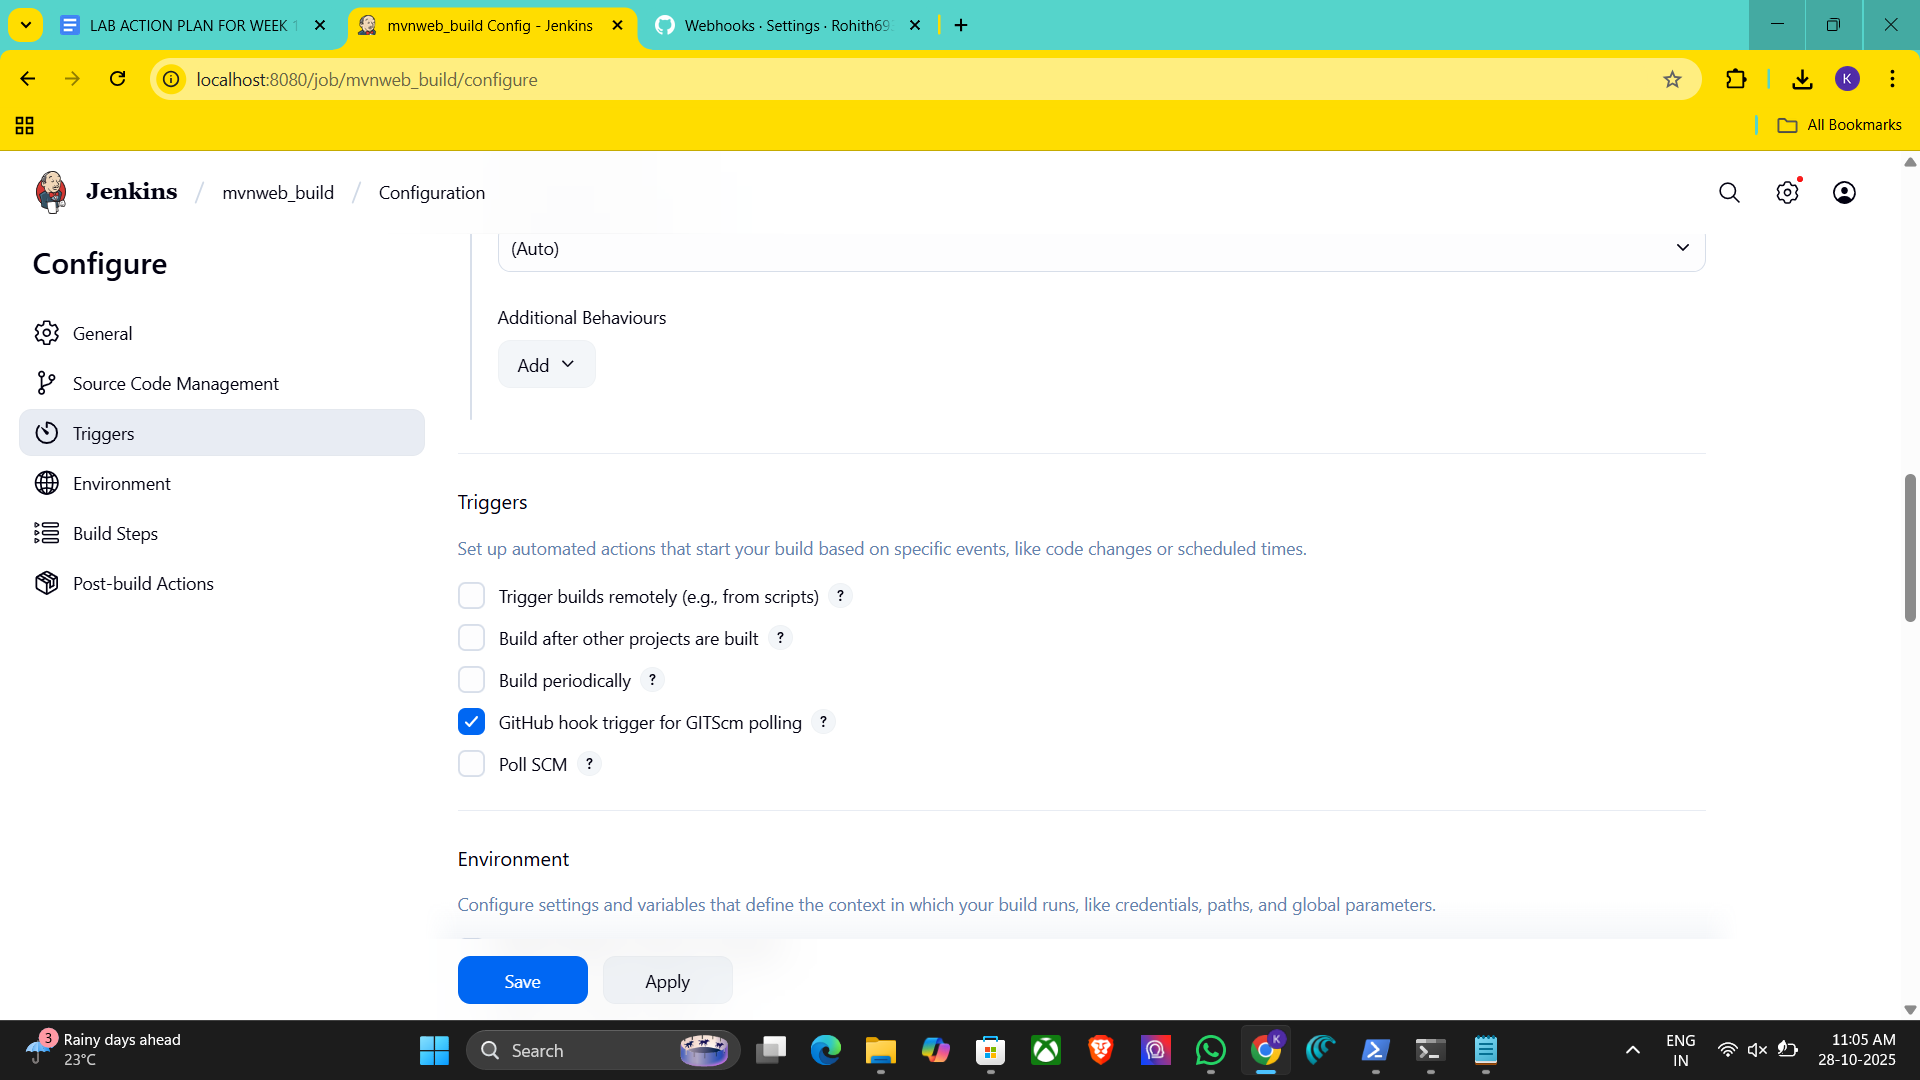 LAB ACTION PLAN FOR WEEK 1
mvnweb_build Config - Jenkins
Webhooks · Settings · Rohith69
localhost:8080/job/mvnweb_build/configure
K
All Bookmarks
Jenkins / mvnweb_build / Configuration
Configure
General
Source Code Management
Triggers
Environment
Build Steps
Post-build Actions
(Auto)
Additional Behaviours
Add
Triggers
Set up automated actions that start your build based on specific events, like code changes or scheduled times.
Trigger builds remotely (e.g., from scripts) ?
Build after other projects are built ?
Build periodically ?
GitHub hook trigger for GITScm polling ?
Poll SCM ?
Environment
Configure settings and variables that define the context in which your build runs, like credentials, paths, and global parameters.
Save
Apply
3
Rainy days ahead
23°C
Search
K
ENG
IN
11:05 AM
28-10-2025